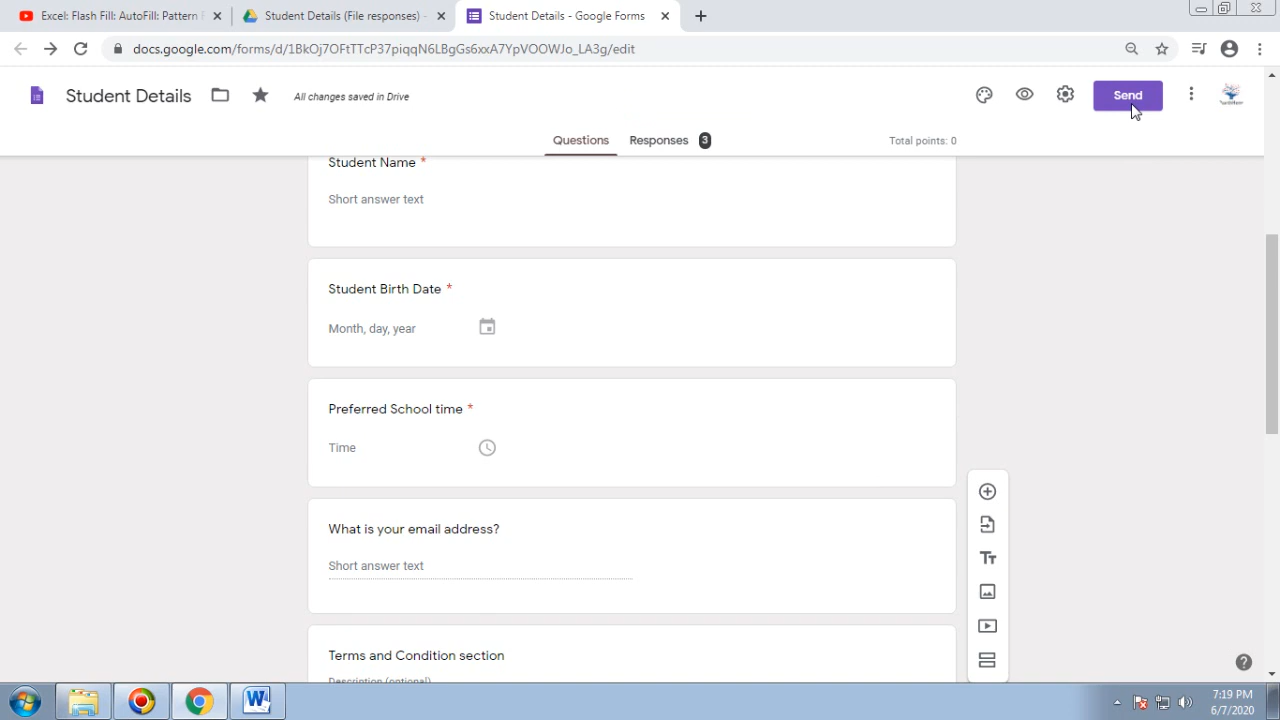 Excel: Flash Fill: AutoFill: Pattern F
Student Details (File responses) -
Student Details - Google Forms
docs.google.com/forms/d/1BkOj7OFtTTcP37piqqN6LBgGs6xxA7YpVOOWJo_LA3g/edit
Student Details
All changes saved in Drive
Send
Questions
Responses 3
Total points: 0
Student Name *
Short answer text
Student Birth Date *
Month, day, year
Preferred School time *
Time
What is your email address?
Short answer text
Terms and Condition section
Description (optional)
7:19 PM
6/7/2020